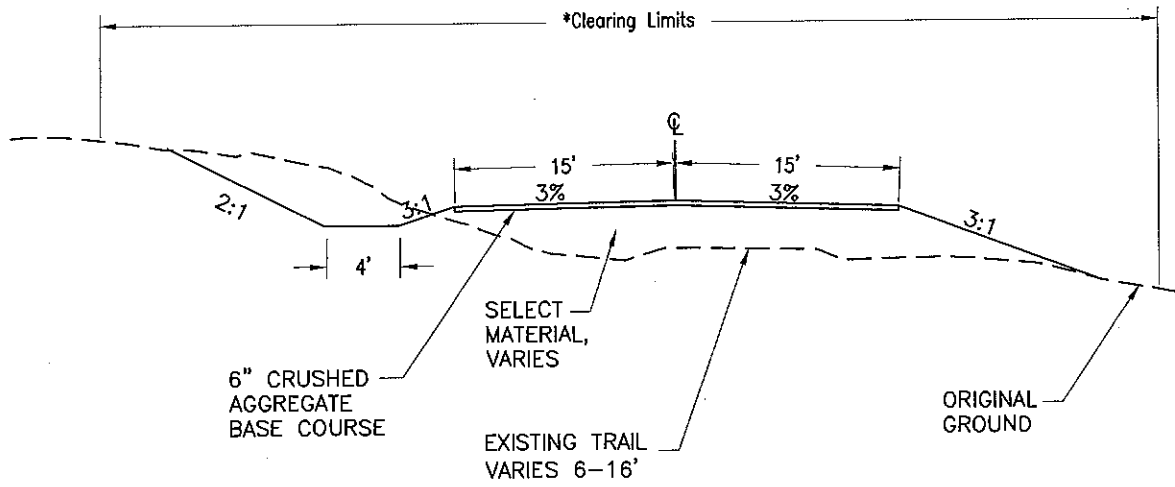 *Clearing Limits
℄
15' 15'
3% 3%
2:1
3:1
3:1
4'
SELECT
MATERIAL,
VARIES
6" CRUSHED
AGGREGATE
BASE COURSE
EXISTING TRAIL
VARIES 6-16'
ORIGINAL
GROUND